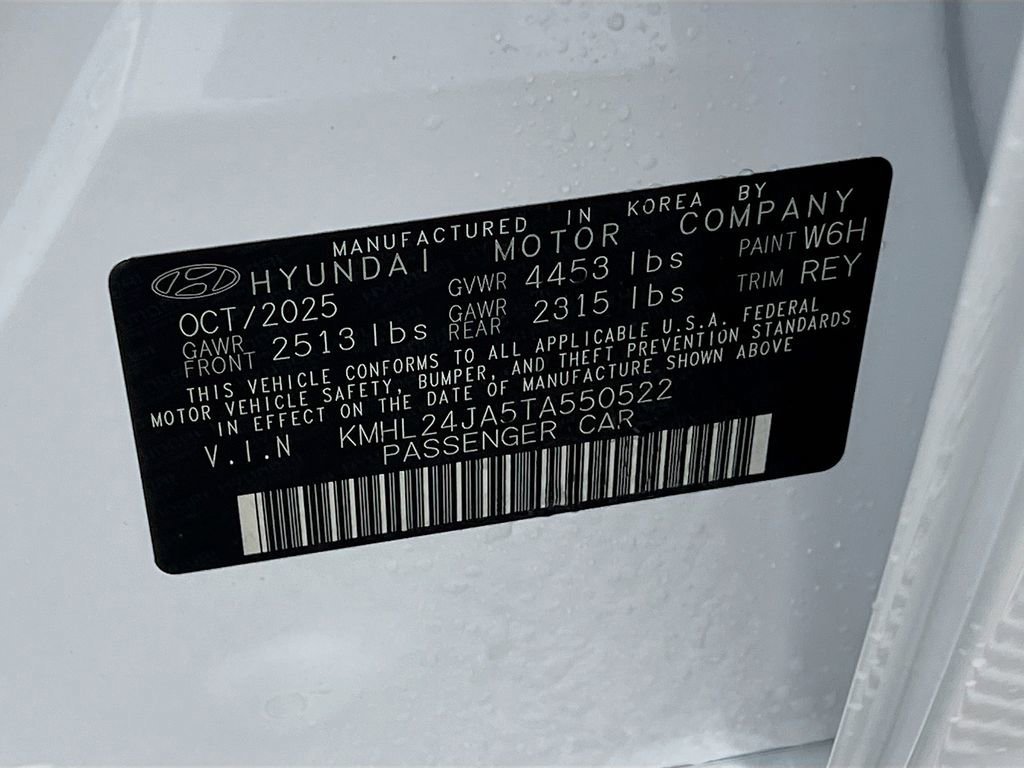 MANUFACTURED IN KOREA BY
HYUNDAI MOTOR COMPANY
OCT/2025 GVWR 4453 lbs PAINT W6H
GAWR FRONT 2513 lbs GAWR REAR 2315 lbs TRIM REY
THIS VEHICLE CONFORMS TO ALL APPLICABLE U.S.A. FEDERAL
MOTOR VEHICLE SAFETY, BUMPER, AND THEFT PREVENTION STANDARDS
IN EFFECT ON THE DATE OF MANUFACTURE SHOWN ABOVE
V.I.N KMHL24JA5TA550522
PASSENGER CAR